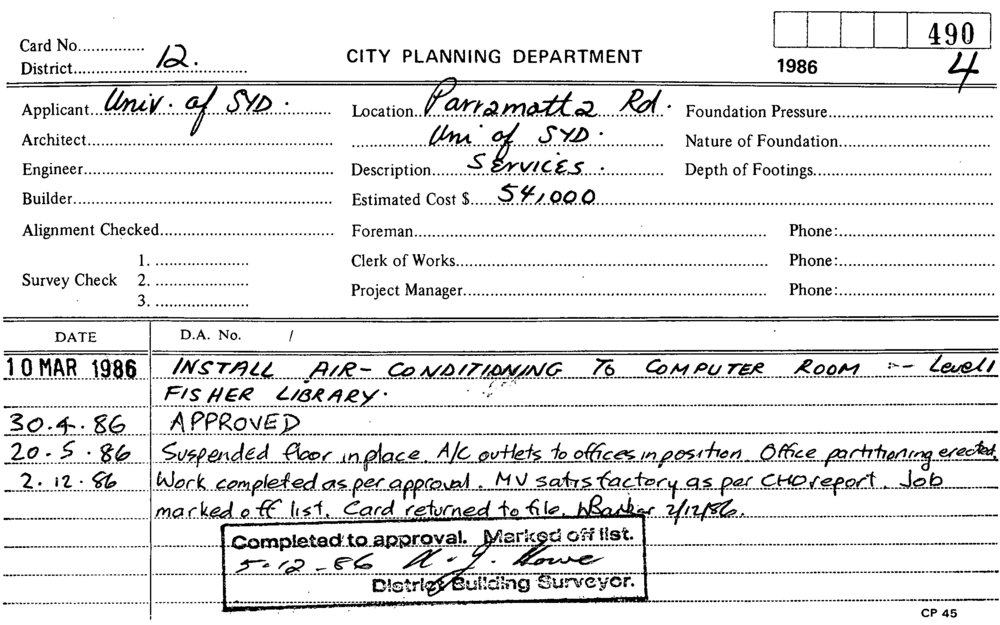 490
Card No...............
District.......12.......
CITY PLANNING DEPARTMENT
1986
4
Applicant Univ. of SYD.
Location Parramatta Rd.
Foundation Pressure
Architect
Uni of SYD.
Nature of Foundation
Engineer
Description SERVICES.
Depth of Footings
Builder
Estimated Cost $ 54,000
Alignment Checked
Foreman
Phone:
Survey Check
1.
2.
3.
Clerk of Works
Phone:
Project Manager
Phone:
DATE
D.A. No. /
10 MAR 1986 INSTALL AIR-CONDITIONING TO COMPUTER ROOM :- Level 1
FISHER LIBRARY.
30.4.86 APPROVED
20.5.86 Suspended floor in place. A/C outlets to offices in position. Office partitioning erected.
2.12.86 Work completed as per approval. MV satisfactory as per CHO report. Job
marked off list. Card returned to file. 2/12/86.
Completed to approval. Marked off list.
5-12-86
District Building Surveyor.
CP 45